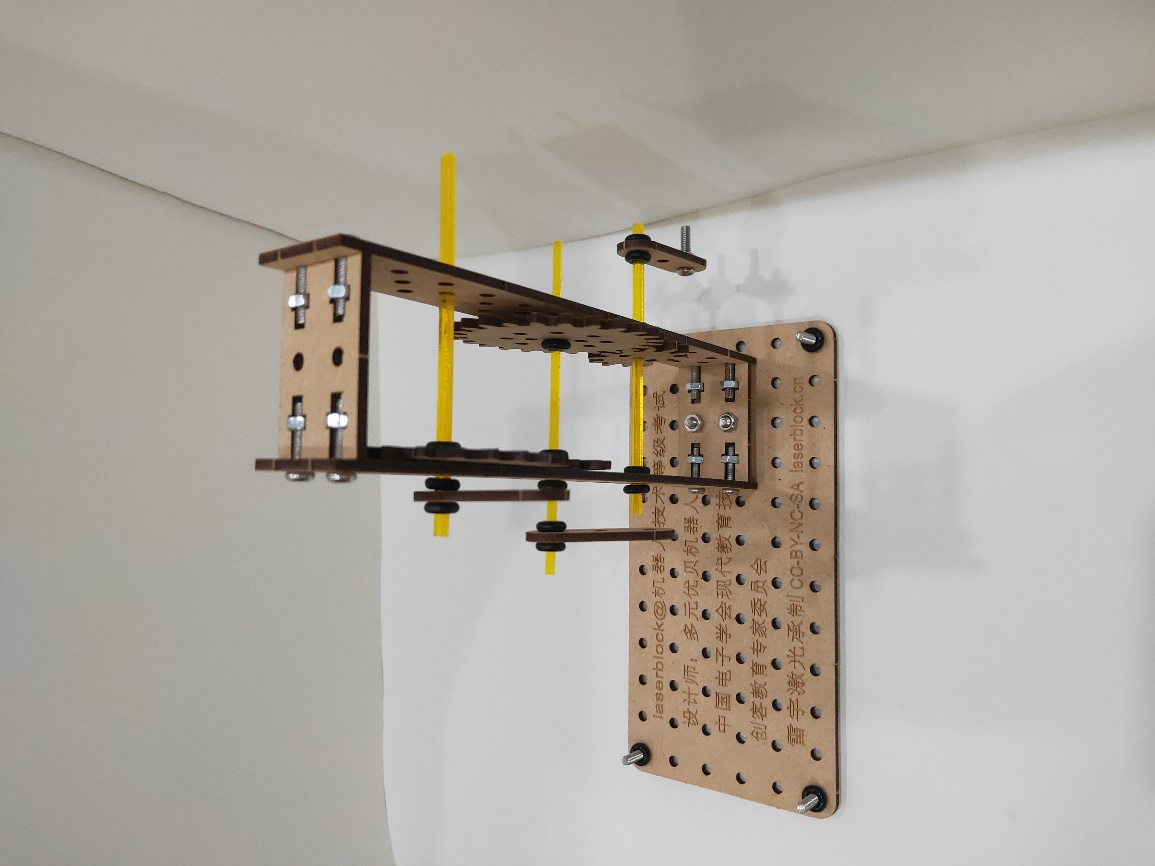 laserblock@机器人技术等级考试
设计师：多元优贝机器人
中国电子学会现代教育技
创客教育专家委员会
雷宇激光承制 CC-BY-NC-SA laserblock.cn